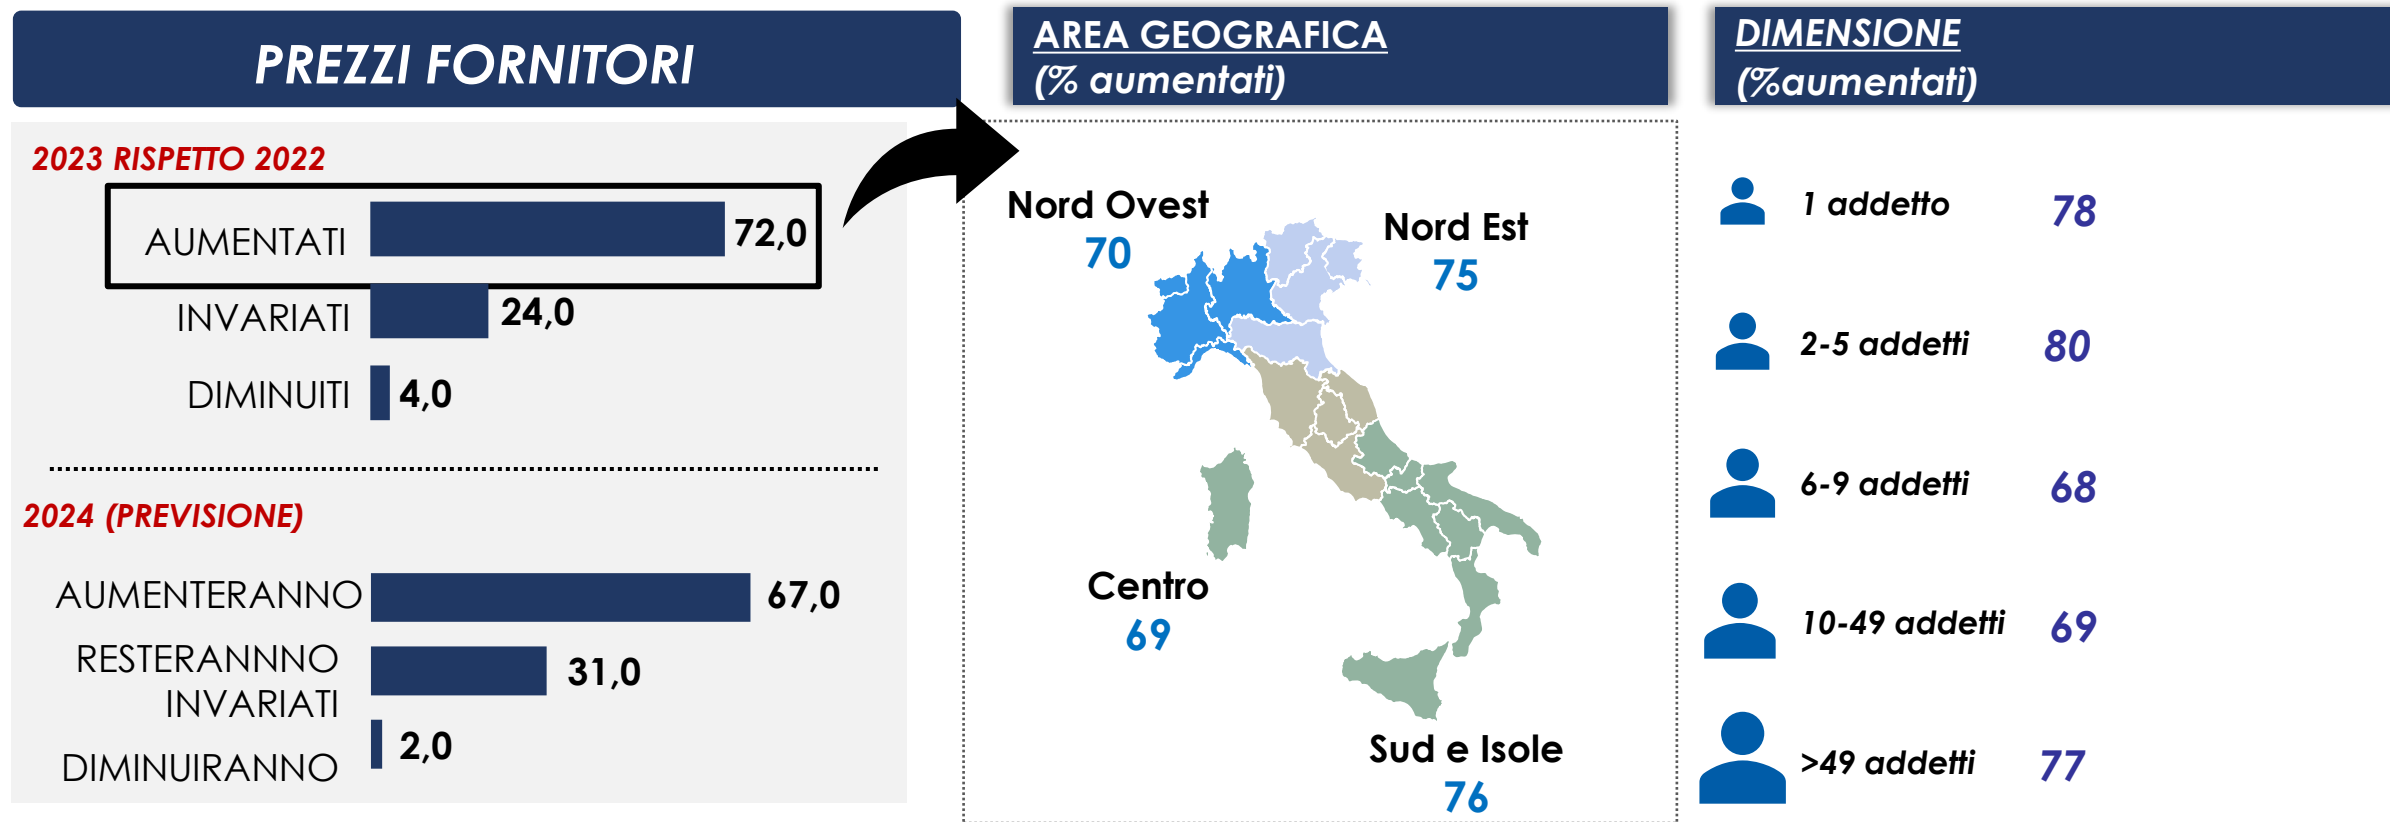 PREZZI FORNITORI
2023 RISPETTO 2022
AUMENTATI 72,0
INVARIATI 24,0
DIMINUITI 4,0
2024 (PREVISIONE)
AUMENTERANNO 67,0
RESTERANNNO
INVARIATI 31,0
DIMINUIRANNO 2,0
AREA GEOGRAFICA
(% aumentati)
Nord Ovest
70
Nord Est
75
Centro
69
Sud e Isole
76
DIMENSIONE
(%aumentati)
1 addetto 78
2-5 addetti 80
6-9 addetti 68
10-49 addetti 69
>49 addetti 77